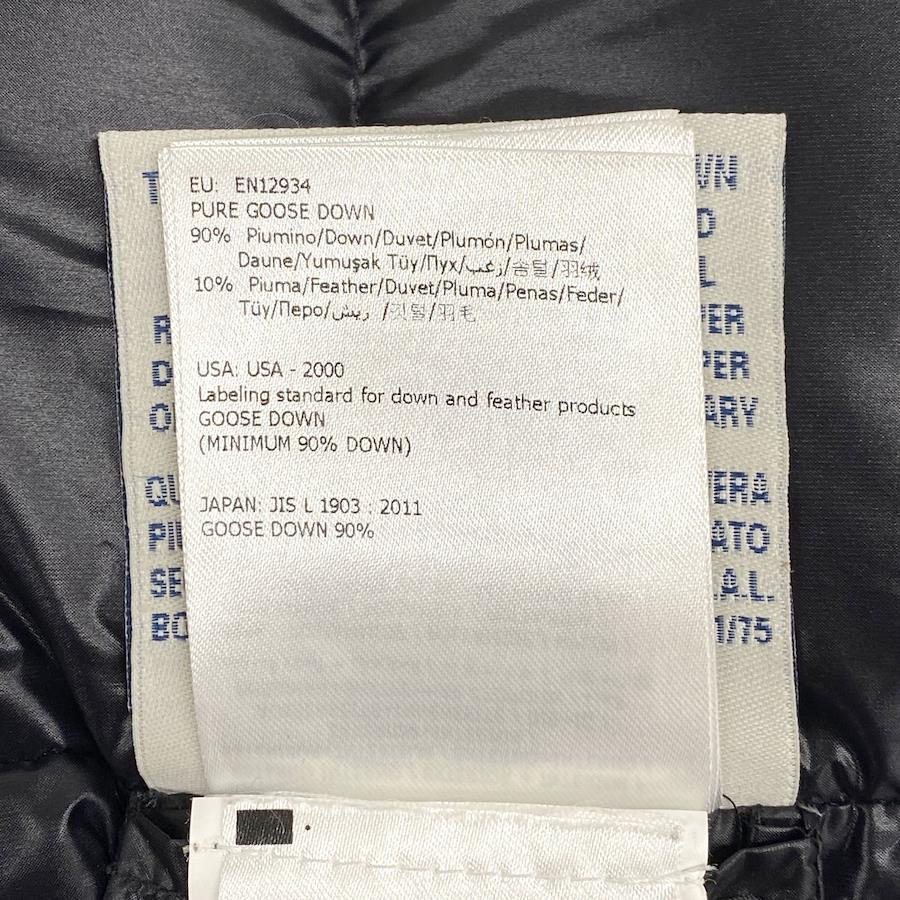 EU: EN12934
PURE GOOSE DOWN
90% Piumino/Down/Duvet/Plumón/Plumas/
Daune/Yumuşak Tüy/Пух/زغب/솜털/羽绒
10% Piuma/Feather/Duvet/Pluma/Penas/Feder/
Tüy/Перо/ريش /깃털/羽毛
USA: USA - 2000
Labeling standard for down and feather products
GOOSE DOWN
(MINIMUM 90% DOWN)
JAPAN: JIS L 1903 : 2011
GOOSE DOWN 90%
1/75